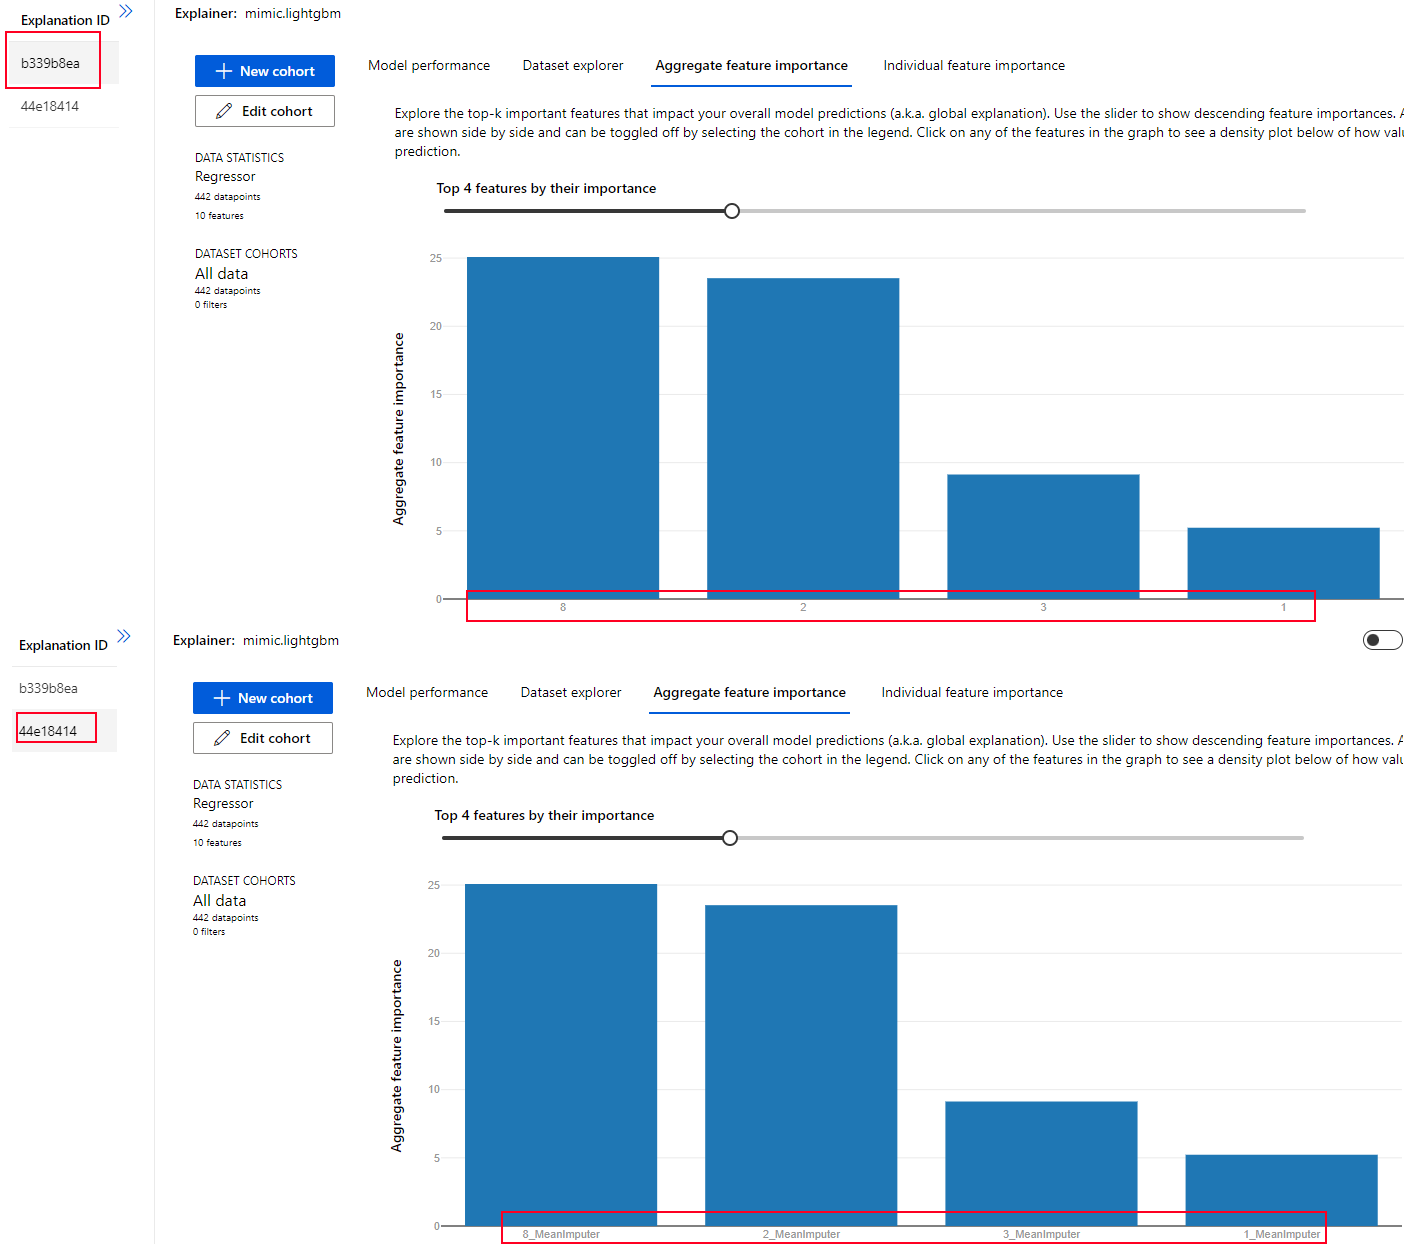 Explanation ID
b339b8ea
44e18414
Explainer: mimic.lightgbm
New cohort
Edit cohort
DATA STATISTICS
Regressor
442 datapoints
10 features
DATASET COHORTS
All data
442 datapoints
0 filters
Model performance Dataset explorer Aggregate feature importance Individual feature importance
Explore the top-k important features that impact your overall model predictions (a.k.a. global explanation). Use the slider to show descending feature importances. A
are shown side by side and can be toggled off by selecting the cohort in the legend. Click on any of the features in the graph to see a density plot below of how valu
prediction.
Top 4 features by their importance
Aggregate feature importance
25
20
15
10
5
0
8 2 3 1
Explanation ID
b339b8ea
44e18414
Explainer: mimic.lightgbm
New cohort
Edit cohort
DATA STATISTICS
Regressor
442 datapoints
10 features
DATASET COHORTS
All data
442 datapoints
0 filters
Model performance Dataset explorer Aggregate feature importance Individual feature importance
Explore the top-k important features that impact your overall model predictions (a.k.a. global explanation). Use the slider to show descending feature importances. A
are shown side by side and can be toggled off by selecting the cohort in the legend. Click on any of the features in the graph to see a density plot below of how valu
prediction.
Top 4 features by their importance
Aggregate feature importance
25
20
15
10
5
0
8_MeanImputer 2_MeanImputer 3_MeanImputer 1_MeanImputer